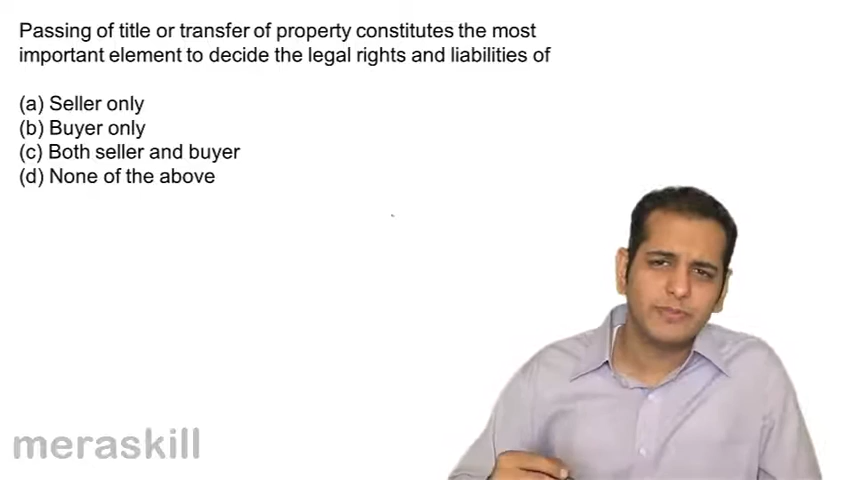 Passing of title or transfer of property constitutes the most
important element to decide the legal rights and liabilities of
(a) Seller only
(b) Buyer only
(c) Both seller and buyer
(d) None of the above
meraskill